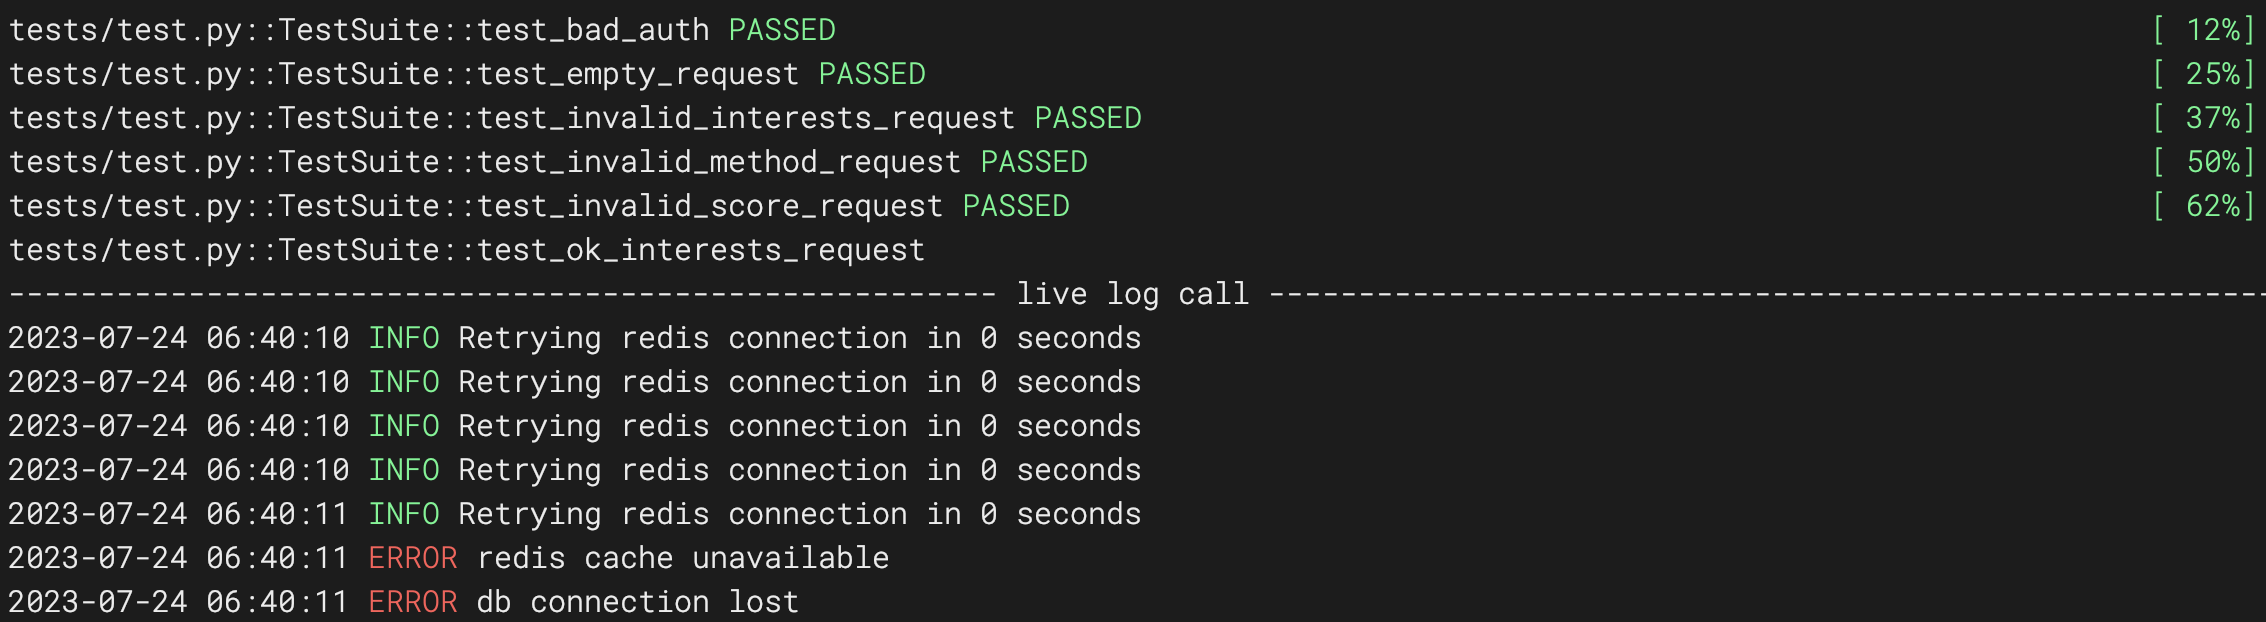 tests/test.py::TestSuite::test_bad_auth PASSED [ 12%]
tests/test.py::TestSuite::test_empty_request PASSED [ 25%]
tests/test.py::TestSuite::test_invalid_interests_request PASSED [ 37%]
tests/test.py::TestSuite::test_invalid_method_request PASSED [ 50%]
tests/test.py::TestSuite::test_invalid_score_request PASSED [ 62%]
tests/test.py::TestSuite::test_ok_interests_request
------------------------------------------------------- live log call --------------------------------------------------------
2023-07-24 06:40:10 INFO Retrying redis connection in 0 seconds
2023-07-24 06:40:10 INFO Retrying redis connection in 0 seconds
2023-07-24 06:40:10 INFO Retrying redis connection in 0 seconds
2023-07-24 06:40:10 INFO Retrying redis connection in 0 seconds
2023-07-24 06:40:11 INFO Retrying redis connection in 0 seconds
2023-07-24 06:40:11 ERROR redis cache unavailable
2023-07-24 06:40:11 ERROR db connection lost